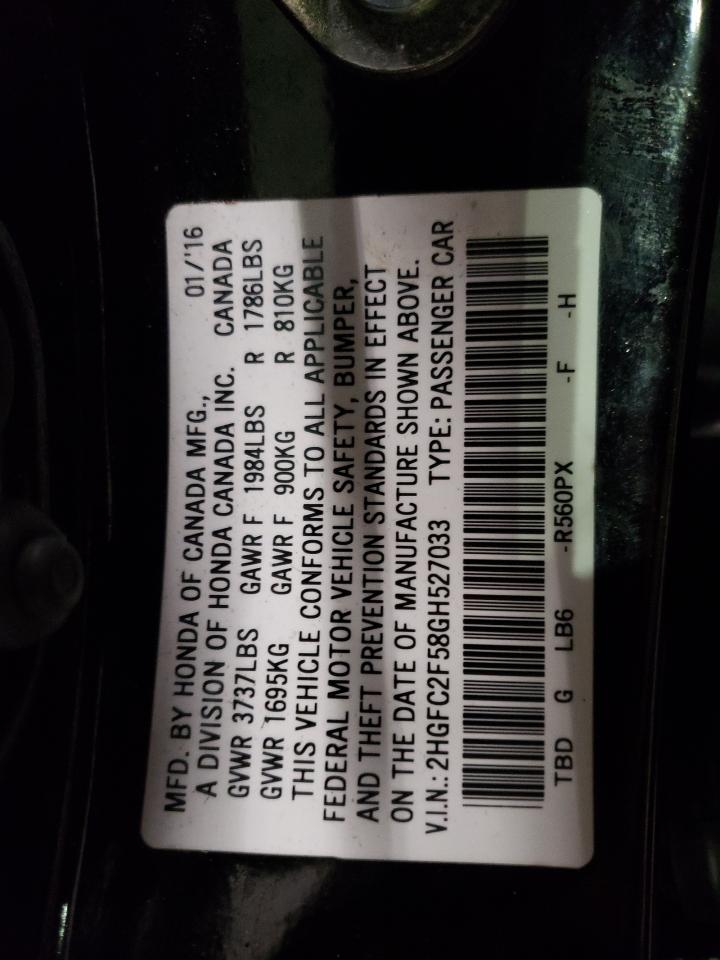 MFD. BY HONDA OF CANADA MFG., 01/'16
A DIVISION OF HONDA CANADA INC. CANADA
GVWR 3737LBS GAWR F 1984LBS R 1786LBS
GVWR 1695KG GAWR F 900KG R 810KG
THIS VEHICLE CONFORMS TO ALL APPLICABLE
FEDERAL MOTOR VEHICLE SAFETY, BUMPER,
AND THEFT PREVENTION STANDARDS IN EFFECT
ON THE DATE OF MANUFACTURE SHOWN ABOVE.
V.I.N.: 2HGFC2F58GH527033 TYPE: PASSENGER CAR
TBD G LB6 -R560PX -F -H